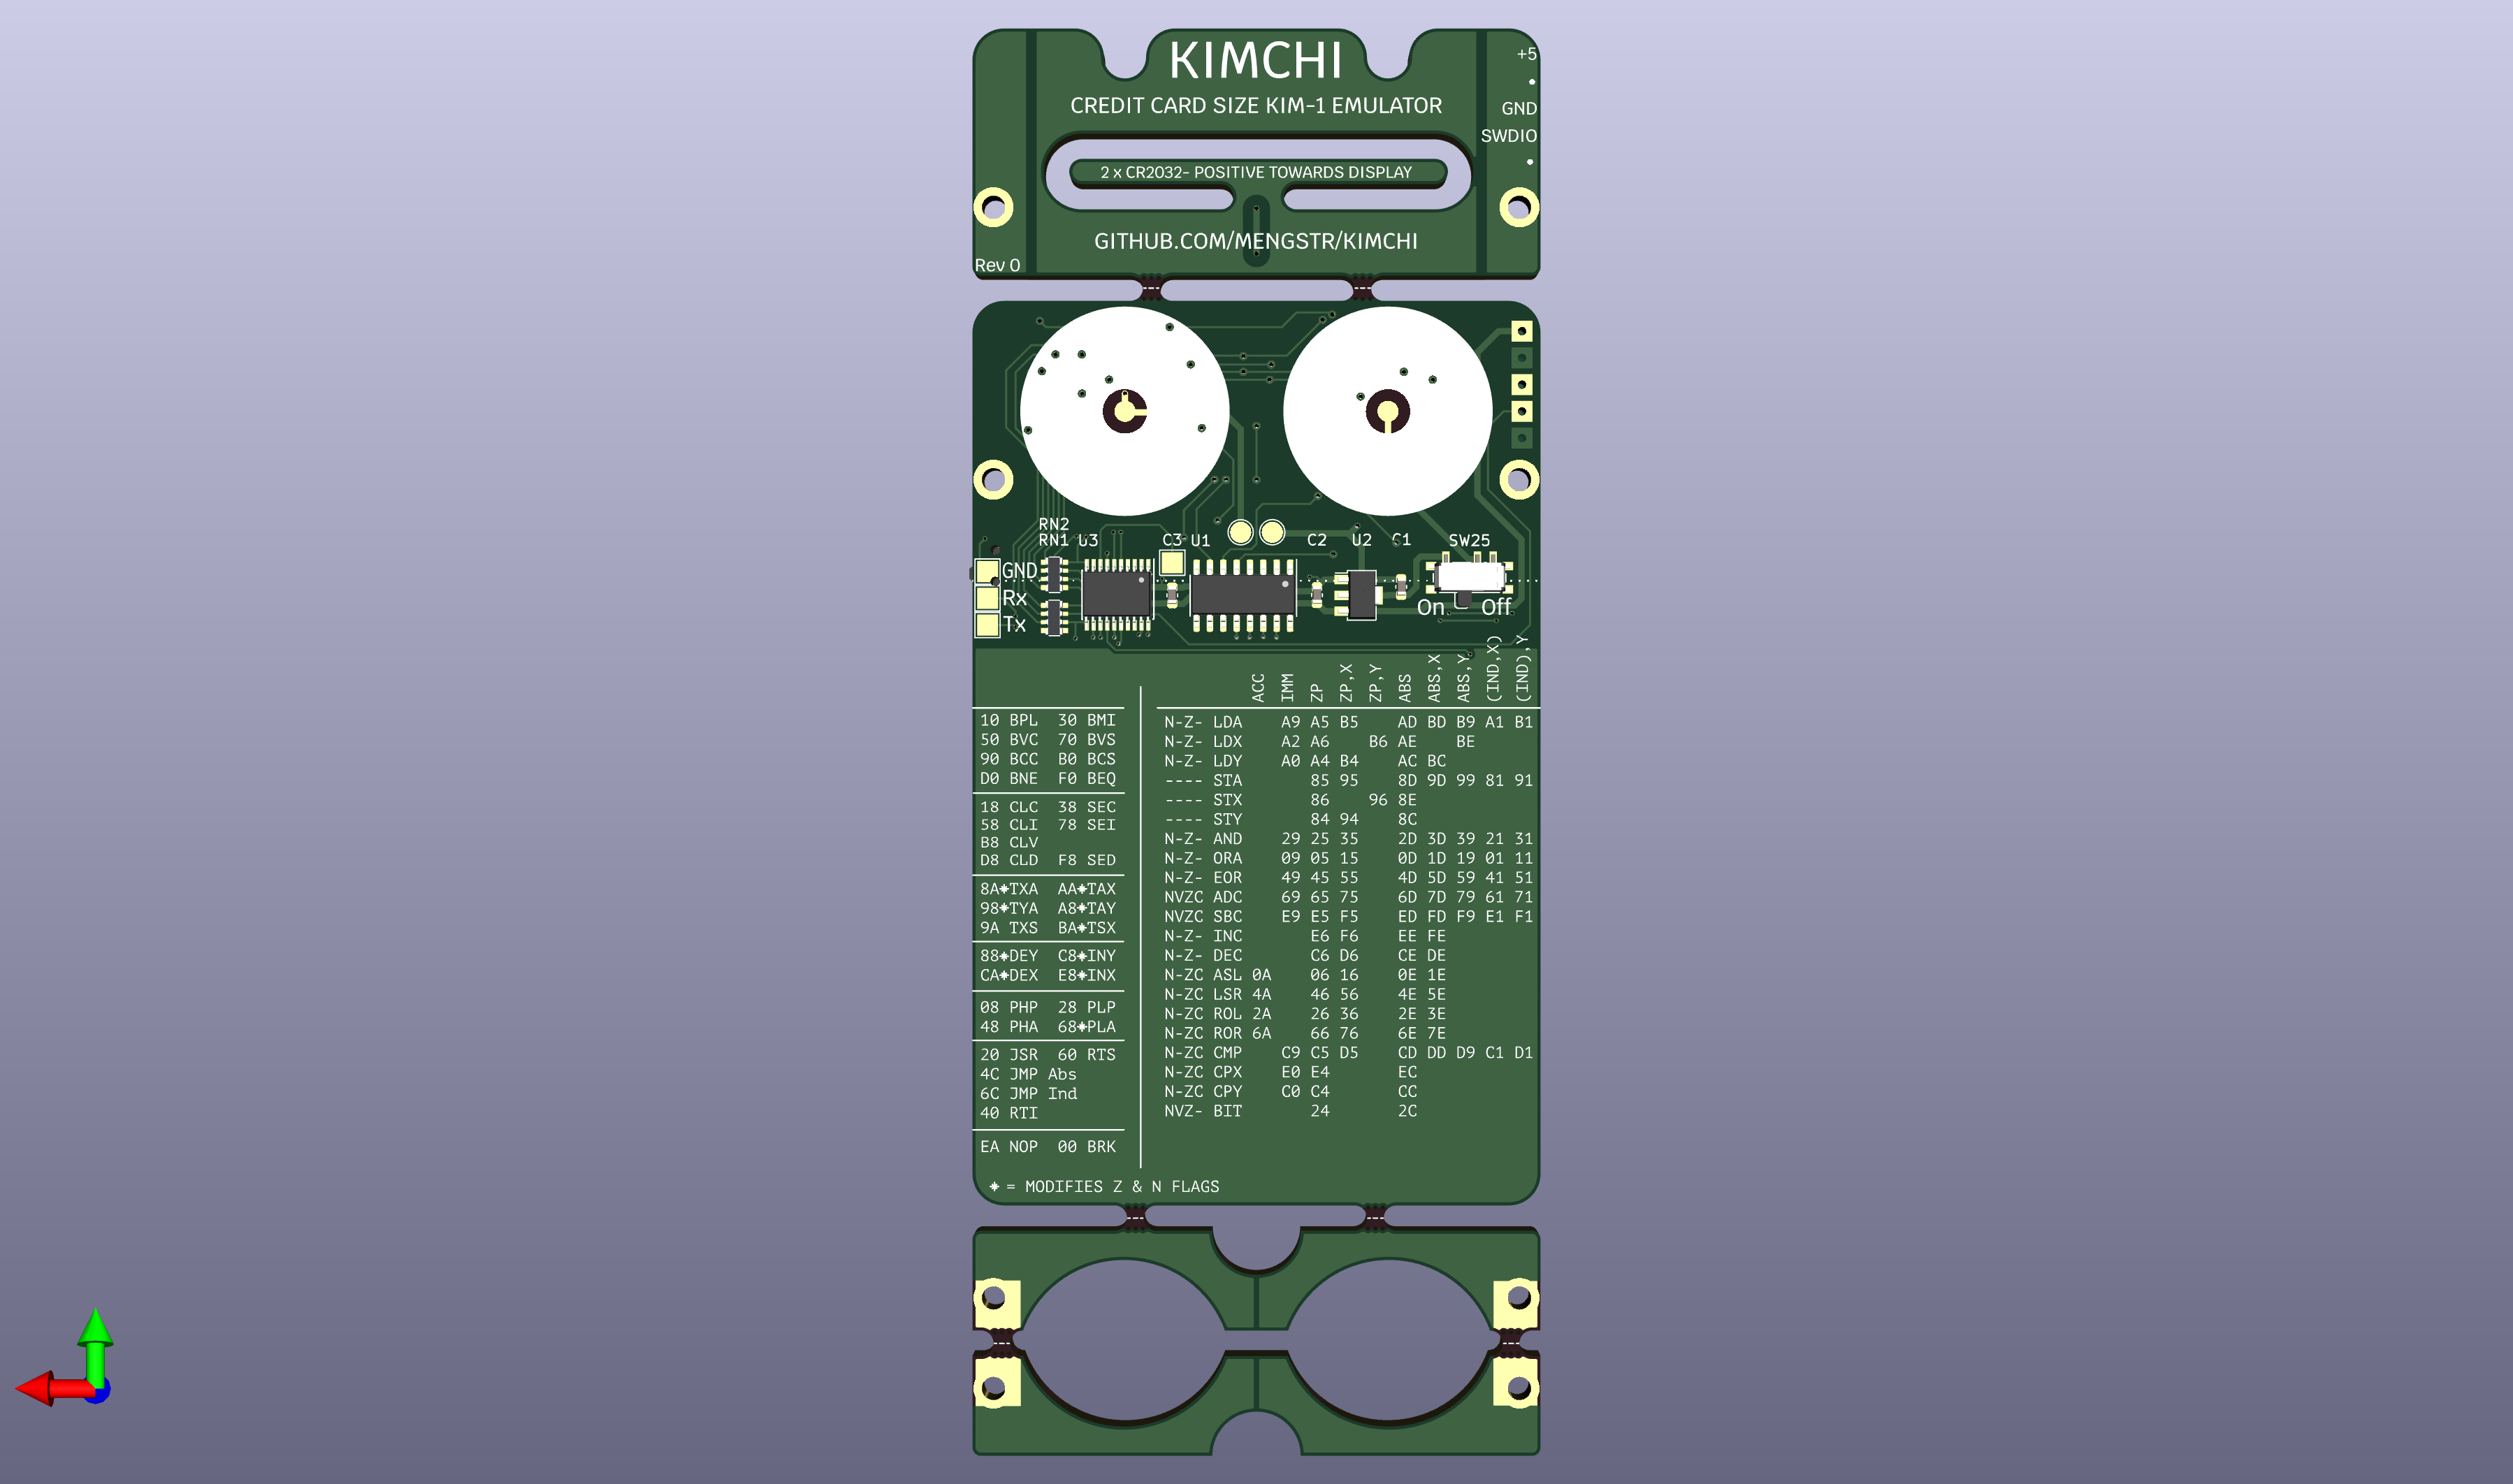 KIMCHI
+5
CREDIT CARD SIZE KIM-1 EMULATOR
GND
SWDIO
2 x CR2032- POSITIVE TOWARDS DISPLAY
GITHUB.COM/MENGSTR/KIMCHI
Rev 0
RN2
RN1 U3 C3 U1 C2 U2 C1 SW25
GND
Rx
Tx
On Off
ACC IMM ZP ZP,X ZP,Y ABS ABS,X ABS,Y (IND,X) (IND),Y
10 BPL 30 BMI
50 BVC 70 BVS
90 BCC B0 BCS
D0 BNE F0 BEQ
18 CLC 38 SEC
58 CLI 78 SEI
B8 CLV
D8 CLD F8 SED
8A*TXA AA*TAX
98*TYA A8*TAY
9A TXS BA*TSX
88*DEY C8*INY
CA*DEX E8*INX
08 PHP 28 PLP
48 PHA 68*PLA
20 JSR 60 RTS
4C JMP Abs
6C JMP Ind
40 RTI
EA NOP 00 BRK
N-Z- LDA A9 A5 B5 AD BD B9 A1 B1
N-Z- LDX A2 A6 B6 AE BE
N-Z- LDY A0 A4 B4 AC BC
---- STA 85 95 8D 9D 99 81 91
---- STX 86 96 8E
---- STY 84 94 8C
N-Z- AND 29 25 35 2D 3D 39 21 31
N-Z- ORA 09 05 15 0D 1D 19 01 11
N-Z- EOR 49 45 55 4D 5D 59 41 51
NVZC ADC 69 65 75 6D 7D 79 61 71
NVZC SBC E9 E5 F5 ED FD F9 E1 F1
N-Z- INC E6 F6 EE FE
N-Z- DEC C6 D6 CE DE
N-ZC ASL 0A 06 16 0E 1E
N-ZC LSR 4A 46 56 4E 5E
N-ZC ROL 2A 26 36 2E 3E
N-ZC ROR 6A 66 76 6E 7E
N-ZC CMP C9 C5 D5 CD DD D9 C1 D1
N-ZC CPX E0 E4 EC
N-ZC CPY C0 C4 CC
NVZ- BIT 24 2C
* = MODIFIES Z & N FLAGS